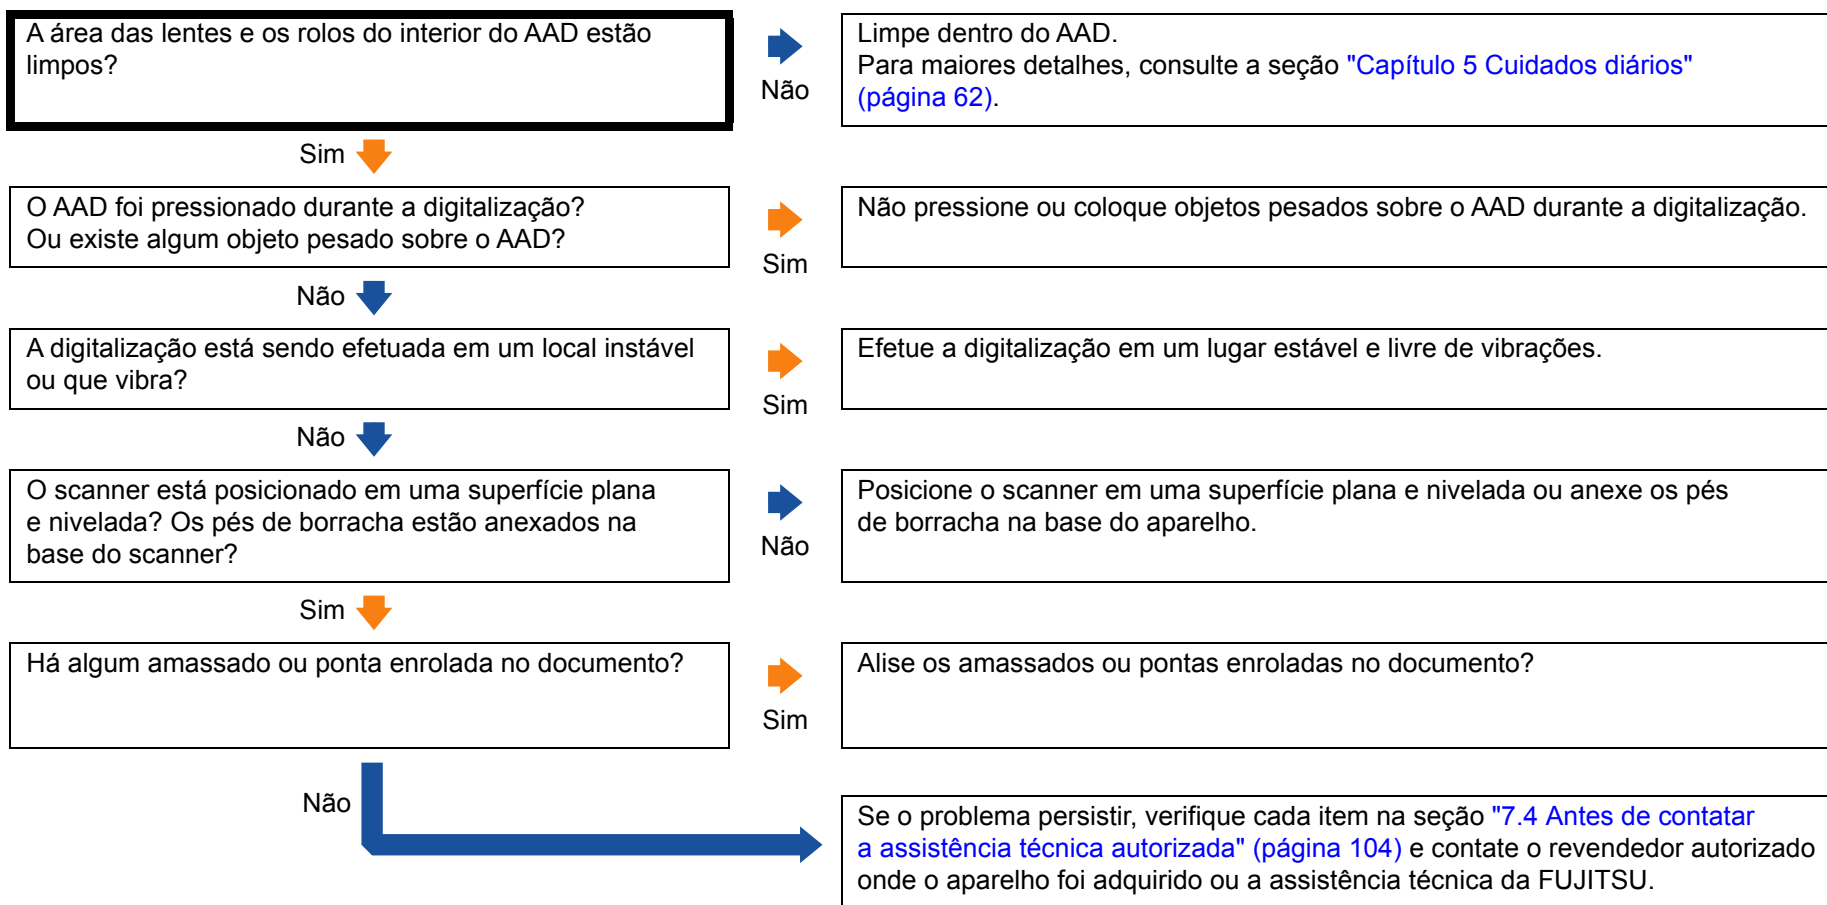 A área das lentes e os rolos do interior do AAD estão
limpos?
Não
Limpe dentro do AAD.
Para maiores detalhes, consulte a seção "Capítulo 5 Cuidados diários"
(página 62).
Sim
O AAD foi pressionado durante a digitalização?
Ou existe algum objeto pesado sobre o AAD?
Sim
Não pressione ou coloque objetos pesados sobre o AAD durante a digitalização.
Não
A digitalização está sendo efetuada em um local instável
ou que vibra?
Sim
Efetue a digitalização em um lugar estável e livre de vibrações.
Não
O scanner está posicionado em uma superfície plana
e nivelada? Os pés de borracha estão anexados na
base do scanner?
Não
Posicione o scanner em uma superfície plana e nivelada ou anexe os pés
de borracha na base do aparelho.
Sim
Há algum amassado ou ponta enrolada no documento?
Sim
Alise os amassados ou pontas enroladas no documento?
Não
Se o problema persistir, verifique cada item na seção "7.4 Antes de contatar
a assistência técnica autorizada" (página 104) e contate o revendedor autorizado
onde o aparelho foi adquirido ou a assistência técnica da FUJITSU.